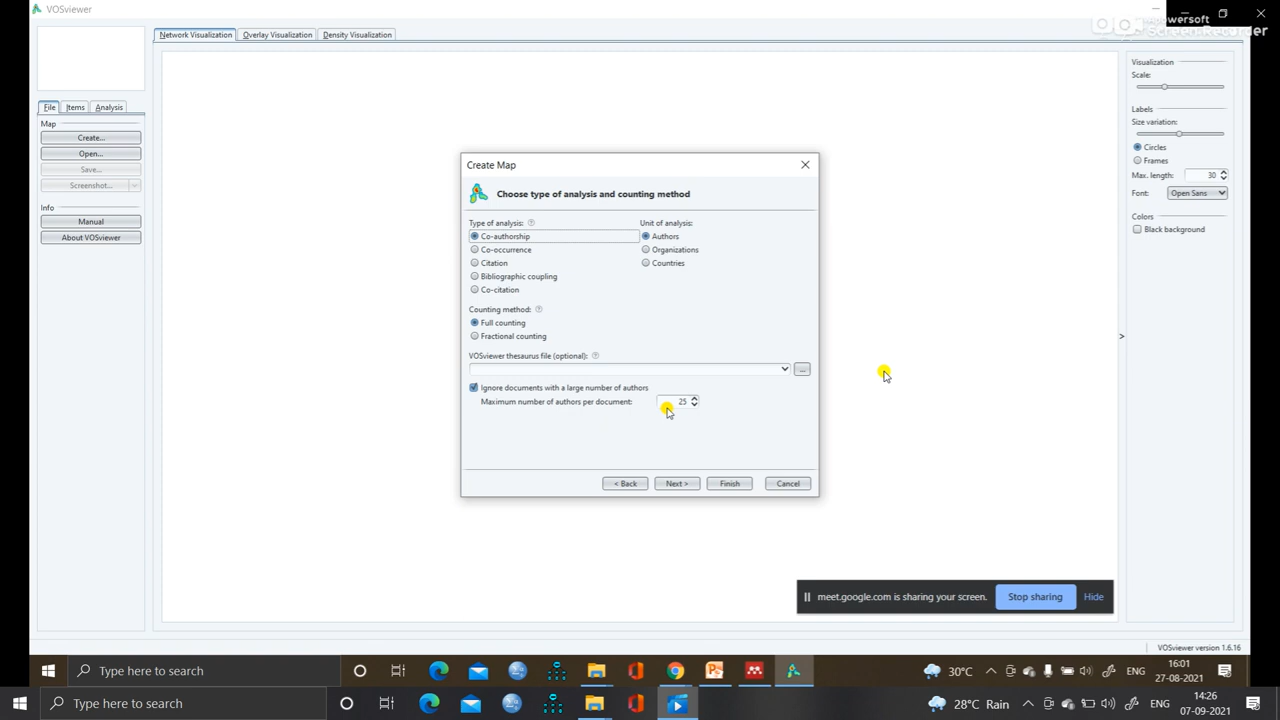 VOSviewer
Apowersoft
Screen Recorder
Network Visualization Overlay Visualization Density Visualization
File Items Analysis
Map
Create...
Open...
Save...
Screenshot...
Info
Manual
About VOSviewer
Create Map
Choose type of analysis and counting method
Type of analysis: ? Unit of analysis:
Co-authorship Authors
Co-occurrence Organizations
Citation Countries
Bibliographic coupling
Co-citation
Counting method: ?
Full counting
Fractional counting
VOSviewer thesaurus file (optional): ?
...
Ignore documents with a large number of authors
Maximum number of authors per document: 25
< Back Next > Finish Cancel
Visualization
Scale:
Labels
Size variation:
Circles
Frames
Max. length: 30
Font: Open Sans
Colors
Black background
>
meet.google.com is sharing your screen. Stop sharing Hide
VOSviewer version 1.6.16
Type here to search 30°C ENG 16:01
27-08-2021
Type here to search 28°C Rain ENG 14:26
07-09-2021